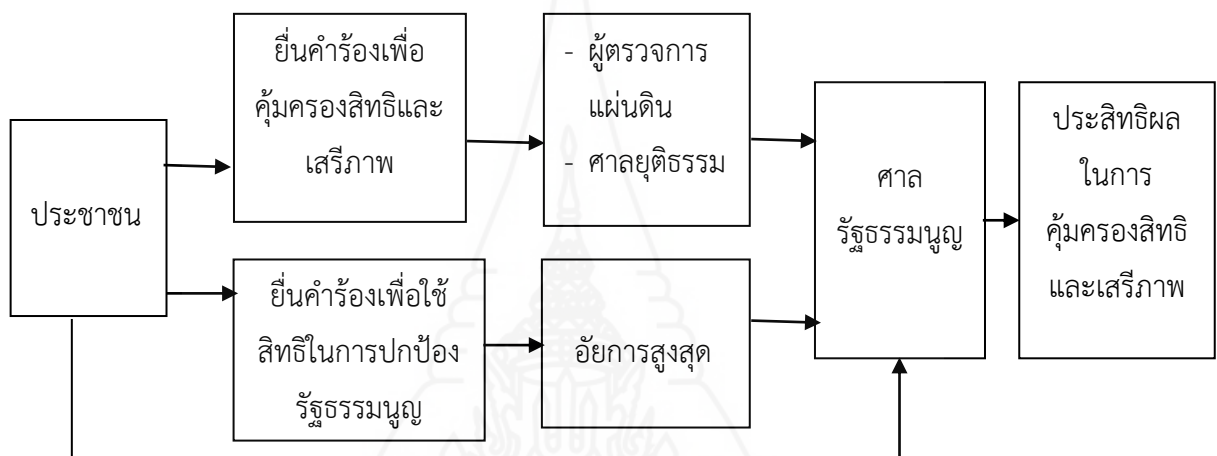 ประชาชน
ยื่นคำร้องเพื่อ
คุ้มครองสิทธิและ
เสรีภาพ
- ผู้ตรวจการ
แผ่นดิน
- ศาลยุติธรรม
ยื่นคำร้องเพื่อใช้
สิทธิในการปกป้อง
รัฐธรรมนูญ
อัยการสูงสุด
ศาล
รัฐธรรมนูญ
ประสิทธิผล
ในการ
คุ้มครองสิทธิ
และเสรีภาพ